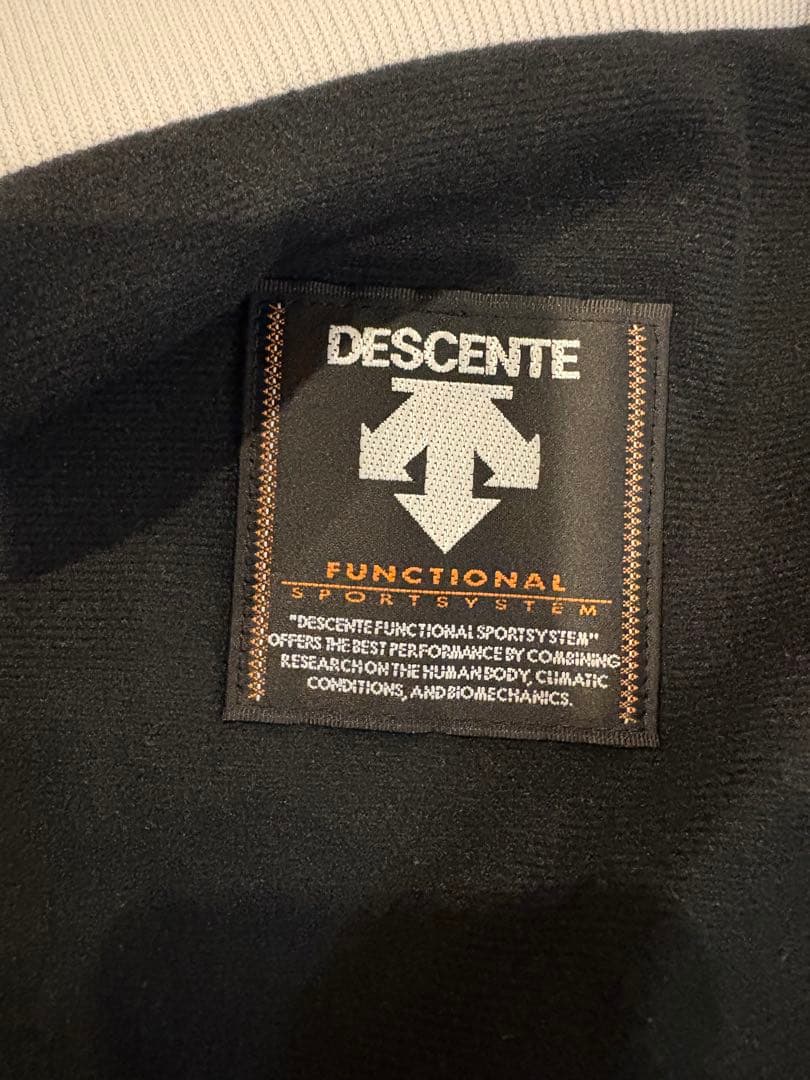 DESCENTE
FUNCTIONAL
SPORTSYSTEM
"DESCENTE FUNCTIONAL SPORTSYSTEM"
OFFERS THE BEST PERFORMANCE BY COMBINING
RESEARCH ON THE HUMAN BODY, CLIMATIC
CONDITIONS, AND BIOMECHANICS.